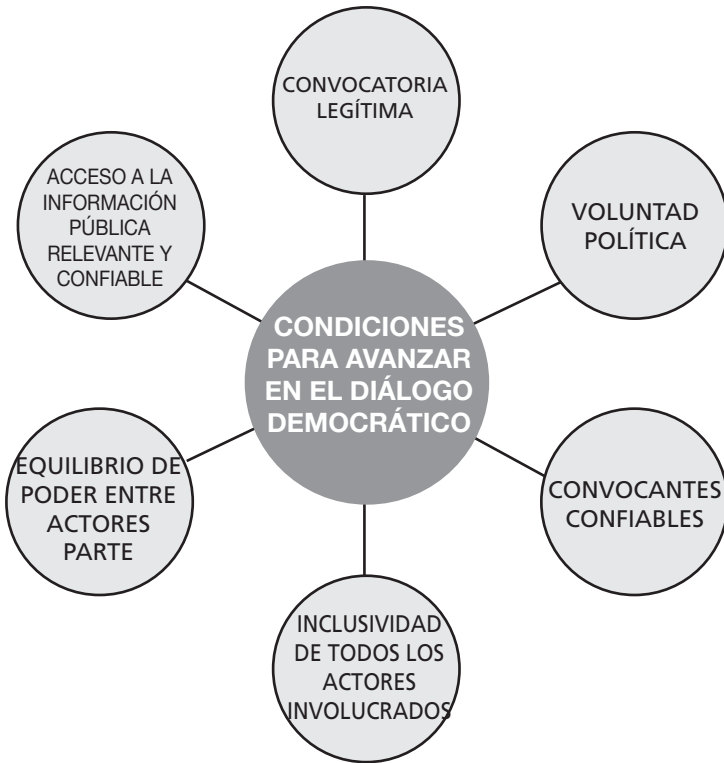 CONVOCATORIA
LEGÍTIMA
ACCESO A LA
INFORMACIÓN
PÚBLICA
RELEVANTE Y
CONFIABLE
VOLUNTAD
POLÍTICA
CONDICIONES
PARA AVANZAR
EN EL DIÁLOGO
DEMOCRÁTICO
EQUILIBRIO DE
PODER ENTRE
ACTORES
PARTE
CONVOCANTES
CONFIABLES
INCLUSIVIDAD
DE TODOS LOS
ACTORES
INVOLUCRADOS